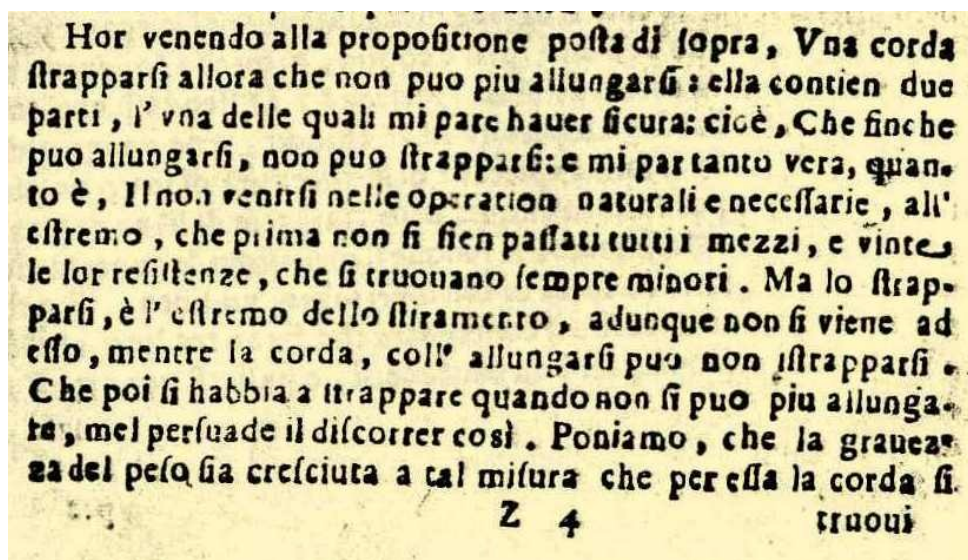 Hor venendo alla propoſitione poſta di ſopra, Vna corda
ſtrapparſi allora che non puo piu allungarſi: ella contien due
parti, l' vna delle quali mi pare hauer ſicura: cioè, Che finche
puo allungarſi, non puo ſtrapparſi: e mi par tanto vera, quan-
to è, Il non venirſi nelle operation naturali e neceſſarie, all'
eſtremo, che prima non ſi ſien paſſati tutti i mezzi, e vinte
le lor reſiſtenze, che ſi truouano ſempre minori. Ma lo ſtrap-
parſi, è l' eſtremo dello ſtiramento, adunque non ſi viene ad
eſſo, mentre la corda, coll' allungarſi puo non iſtrapparſi.
Che poi ſi habbia a ſtrappare quando non ſi puo piu allunga-
re, mel perſuade il diſcorrer così. Poniamo, che la grauez-
za del peſo ſia creſciuta a tal miſura che per eſſa la corda ſi
Z 4 truoui